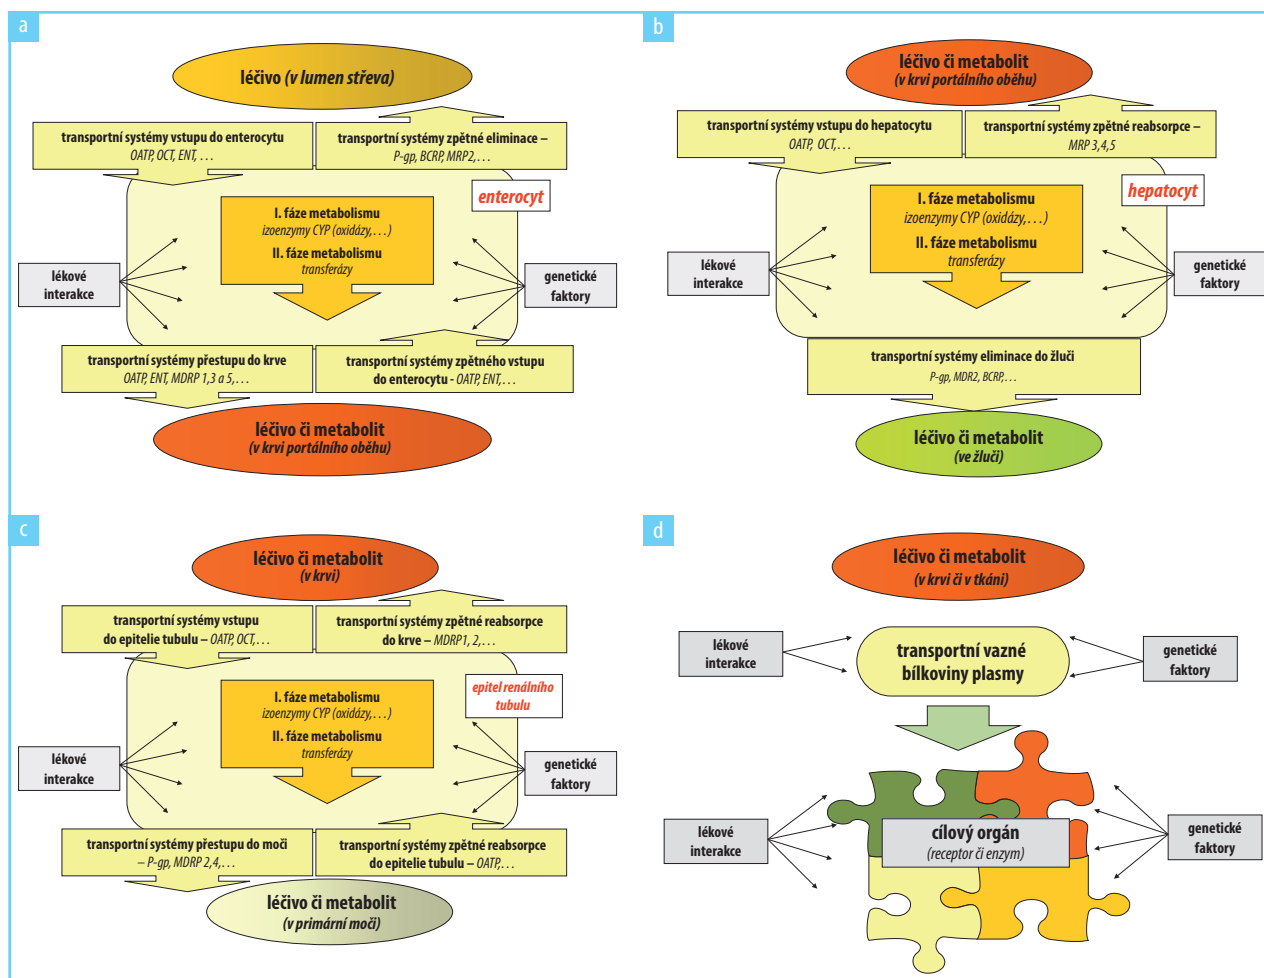 a
léčivo (v lumen střeva)
transportní systémy vstupu do enterocytu
OATP, OCT, ENT, …
transportní systémy zpětné eliminace –
P-gp, BCRP, MRP2,…
enterocyt
I. fáze metabolismu
izoenzymy CYP (oxidázy,…)
II. fáze metabolismu
transferázy
lékové
interakce
genetické
faktory
transportní systémy přestupu do krve
OATP, ENT, MDRP 1,3 a 5,…
transportní systémy zpětného vstupu
do enterocytu - OATP, ENT,…
léčivo či metabolit
(v krvi portálního oběhu)
b
léčivo či metabolit
(v krvi portálního oběhu)
transportní systémy vstupu do hepatocytu
OATP, OCT,…
transportní systémy zpětné reabsorpce –
MRP 3,4,5
hepatocyt
I. fáze metabolismu
izoenzymy CYP (oxidázy,…)
II. fáze metabolismu
transferázy
lékové
interakce
genetické
faktory
transportní systémy eliminace do žluči
P-gp, MDR2, BCRP,…
léčivo či metabolit
(ve žluči)
c
léčivo či metabolit
(v krvi)
transportní systémy vstupu
do epitelie tubulu – OATP, OCT,…
transportní systémy zpětné reabsorpce
do krve – MDRP1, 2,…
epitel renálního
tubulu
I. fáze metabolismu
izoenzymy CYP (oxidázy,…)
II. fáze metabolismu
transferázy
lékové
interakce
genetické
faktory
transportní systémy přestupu do moči
– P-gp, MDRP 2,4,…
transportní systémy zpětné reabsorpce
do epitelie tubulu – OATP,…
léčivo či metabolit
(v primární moči)
d
léčivo či metabolit
(v krvi či v tkáni)
lékové
interakce
transportní vazné
bílkoviny plasmy
genetické
faktory
lékové
interakce
cílový orgán
(receptor či enzym)
genetické
faktory